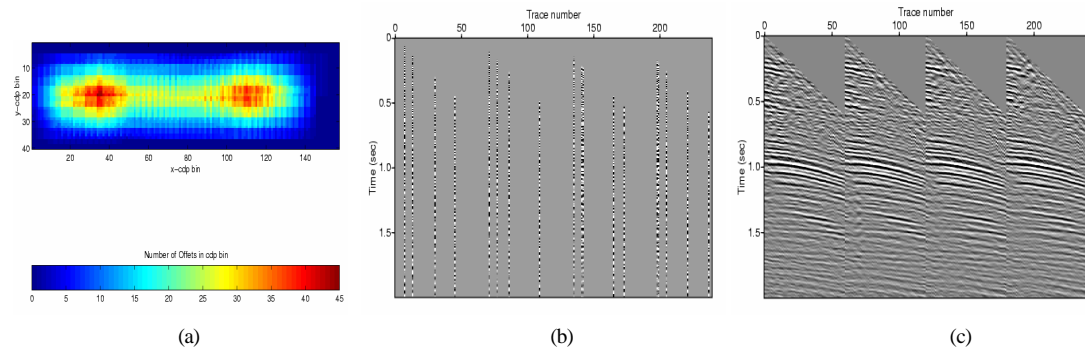 10
20
30
40
y-cdp bin
20 40 60 80 100 120 140
x-cdp bin
Number of Offets in cdp bin
0 5 10 15 20 25 30 35 40 45
(a)
Trace number
0 50 100 150 200
0
0.5
1.0
1.5
Time (sec)
(b)
Trace number
0 50 100 150 200
0
0.5
1.0
1.5
Time (sec)
(c)